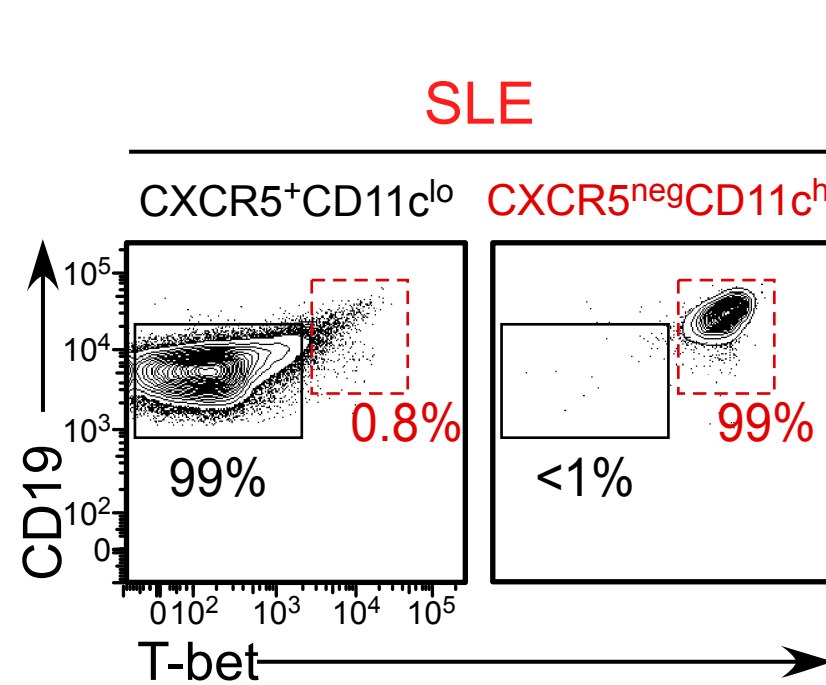 SLE
CXCR5⁺CD11cˡᵒ CXCR5ⁿᵉᵍCD11cʰ
10⁵
10⁴
10³
10²
0
CD19
0.8%
99%
99%
<1%
0 10² 10³ 10⁴ 10⁵
T-bet